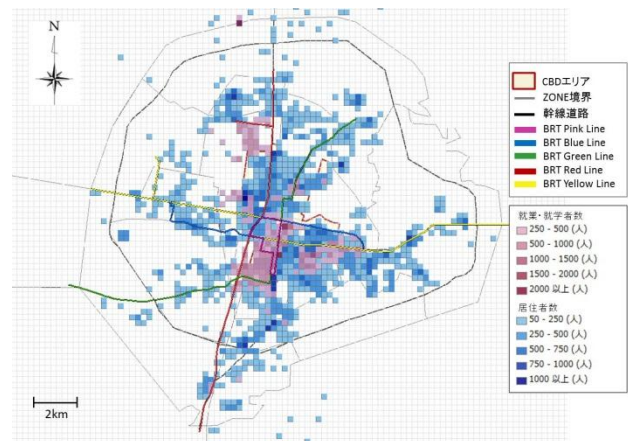 N
2km
CBDエリア
ZONE境界
幹線道路
BRT Pink Line
BRT Blue Line
BRT Green Line
BRT Red Line
BRT Yellow Line
就業・就学者数
250 - 500 (人)
500 - 1000 (人)
1000 - 1500 (人)
1500 - 2000 (人)
2000 以上 (人)
居住者数
50 - 250 (人)
250 - 500 (人)
500 - 750 (人)
750 - 1000 (人)
1000 以上 (人)